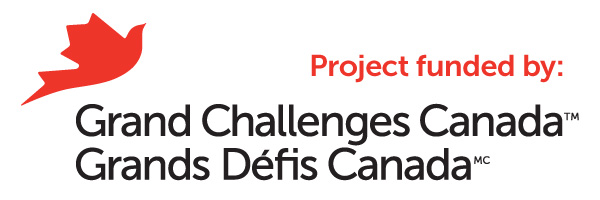 Project funded by:
Grand Challenges Canada™
Grands Défis Canada MC